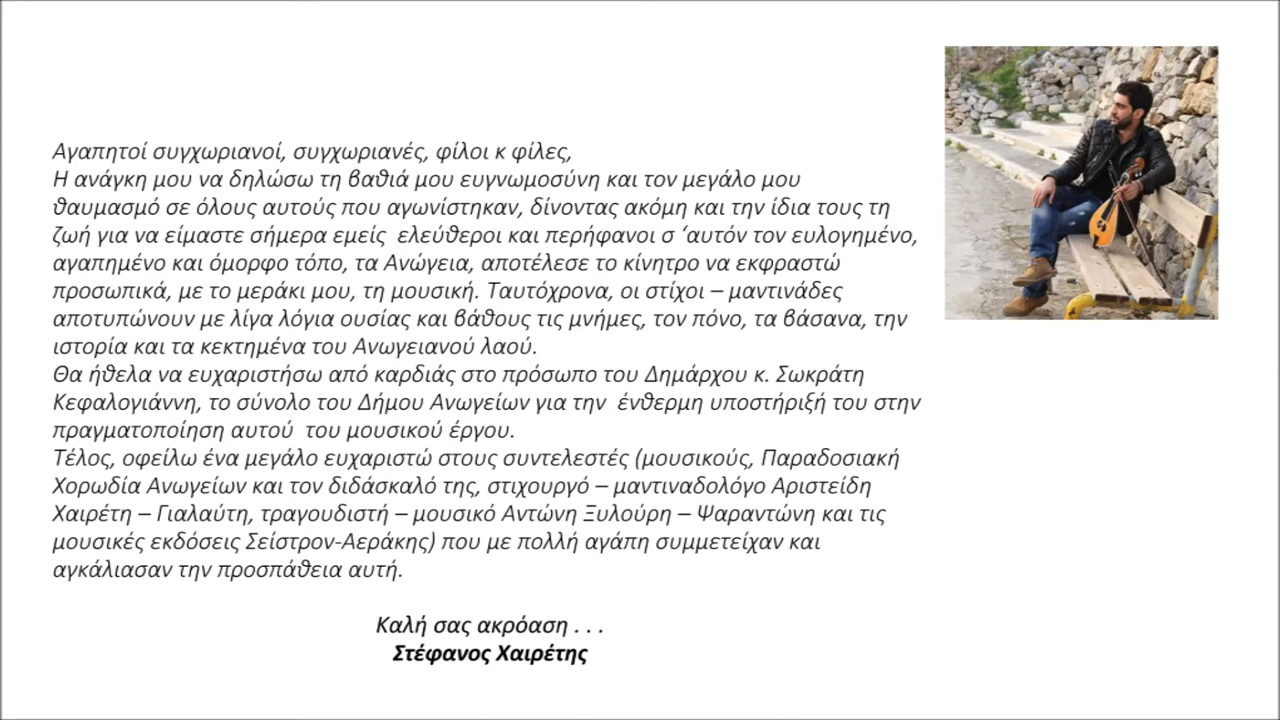 Αγαπητοί συγχωριανοί, συγχωριανές, φίλοι κ φίλες,
Η ανάγκη μου να δηλώσω τη βαθιά μου ευγνωμοσύνη και τον μεγάλο μου
θαυμασμό σε όλους αυτούς που αγωνίστηκαν, δίνοντας ακόμη και την ίδια τους τη
ζωή για να είμαστε σήμερα εμείς  ελεύθεροι και περήφανοι σ ‘αυτόν τον ευλογημένο,
αγαπημένο και όμορφο τόπο, τα Ανώγεια, αποτέλεσε το κίνητρο να εκφραστώ
προσωπικά, με το μεράκι μου, τη μουσική. Ταυτόχρονα, οι στίχοι – μαντινάδες
αποτυπώνουν με λίγα λόγια ουσίας και βάθους τις μνήμες, τον πόνο, τα βάσανα, την
ιστορία και τα κεκτημένα του Ανωγειανού λαού.
Θα ήθελα να ευχαριστήσω από καρδιάς στο πρόσωπο του Δημάρχου κ. Σωκράτη
Κεφαλογιάννη, το σύνολο του Δήμου Ανωγείων για την  ένθερμη υποστήριξή του στην
πραγματοποίηση αυτού  του μουσικού έργου.
Τέλος, οφείλω ένα μεγάλο ευχαριστώ στους συντελεστές (μουσικούς, Παραδοσιακή
Χορωδία Ανωγείων και τον διδάσκαλό της, στιχουργό – μαντιναδολόγο Αριστείδη
Χαιρέτη – Γιαλαύτη, τραγουδιστή – μουσικό Αντώνη Ξυλούρη – Ψαραντώνη και τις
μουσικές εκδόσεις Σείστρον-Αεράκης) που με πολλή αγάπη συμμετείχαν και
αγκάλιασαν την προσπάθεια αυτή.
Καλή σας ακρόαση . . .
Στέφανος Χαιρέτης